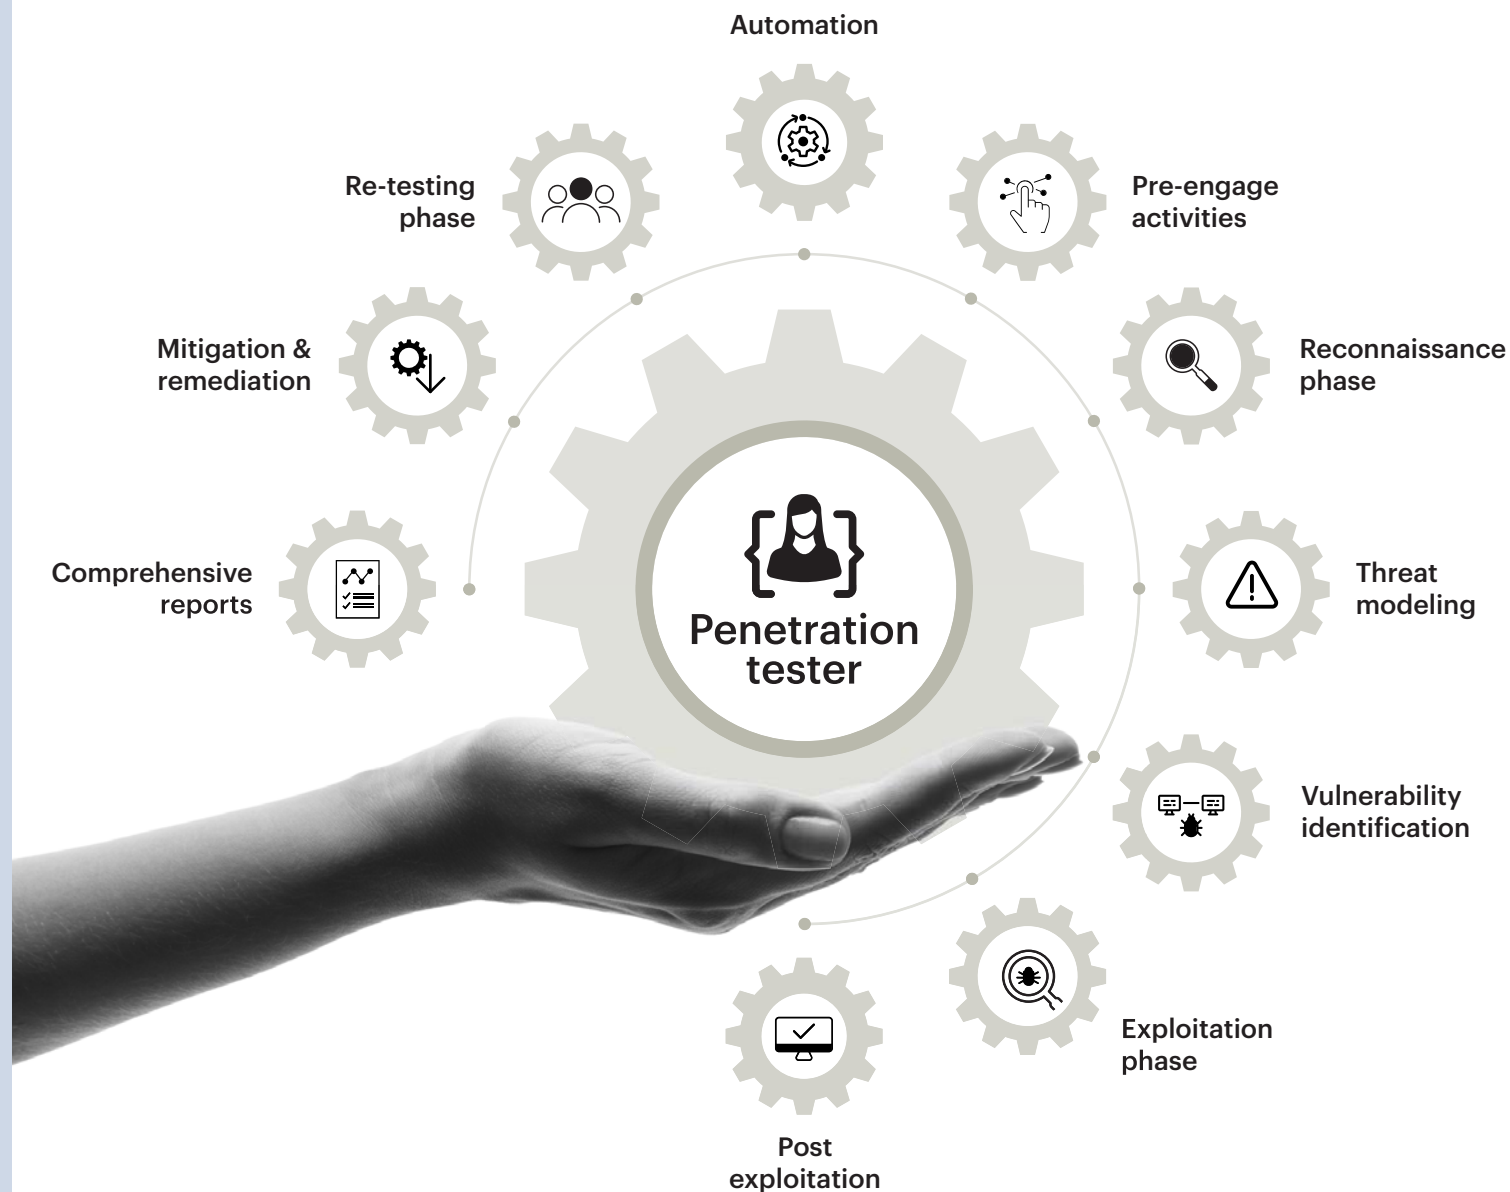 Automation
Pre-engage
activities
Reconnaissance
phase
Threat
modeling
Vulnerability
identification
Exploitation
phase
Post
exploitation
Comprehensive
reports
Mitigation &
remediation
Re-testing
phase
Penetration
tester